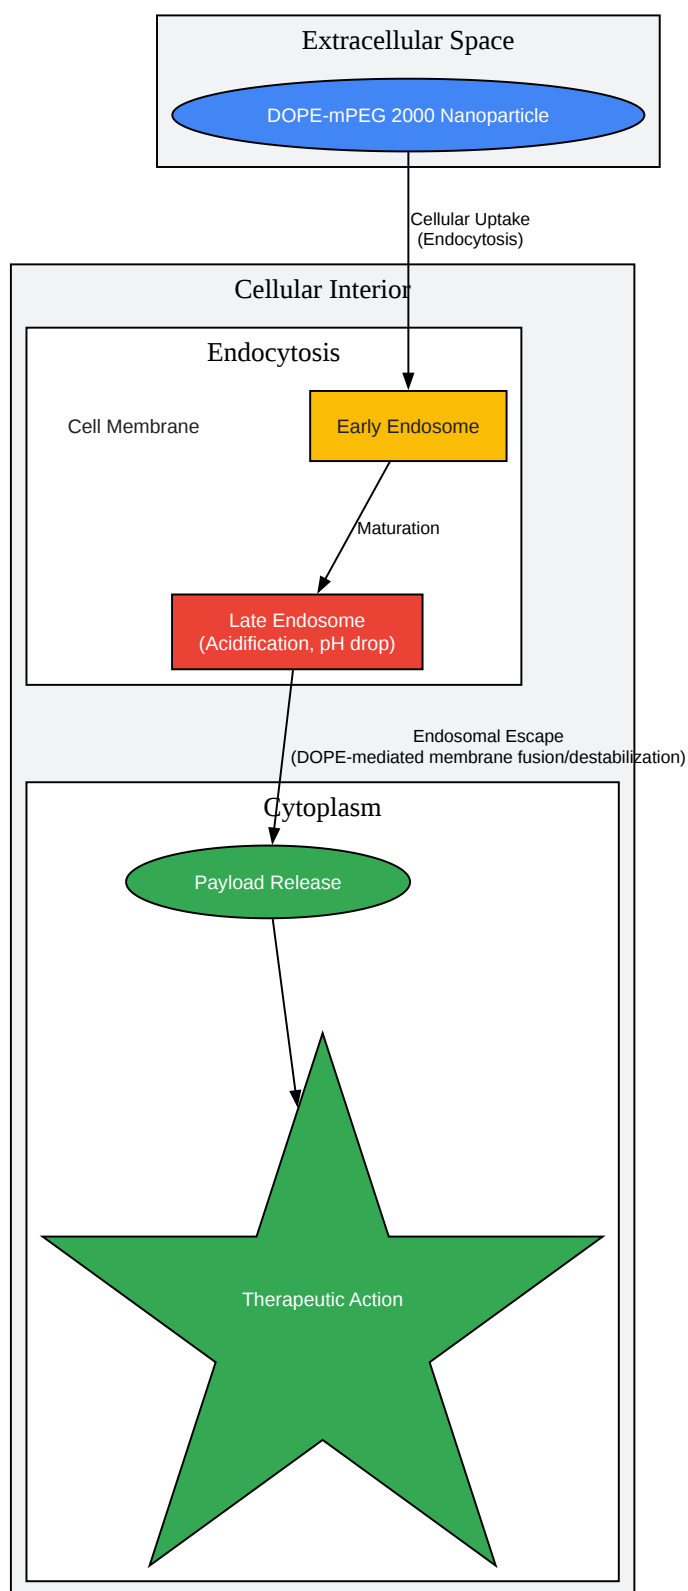 Extracellular Space
DOPE-mPEG 2000 Nanoparticle
Cellular Uptake
(Endocytosis)
Cellular Interior
Endocytosis
Cell Membrane
Early Endosome
Maturation
Late Endosome
(Acidification, pH drop)
Endosomal Escape
(DOPE-mediated membrane fusion/destabilization)
Cytoplasm
Payload Release
Therapeutic Action